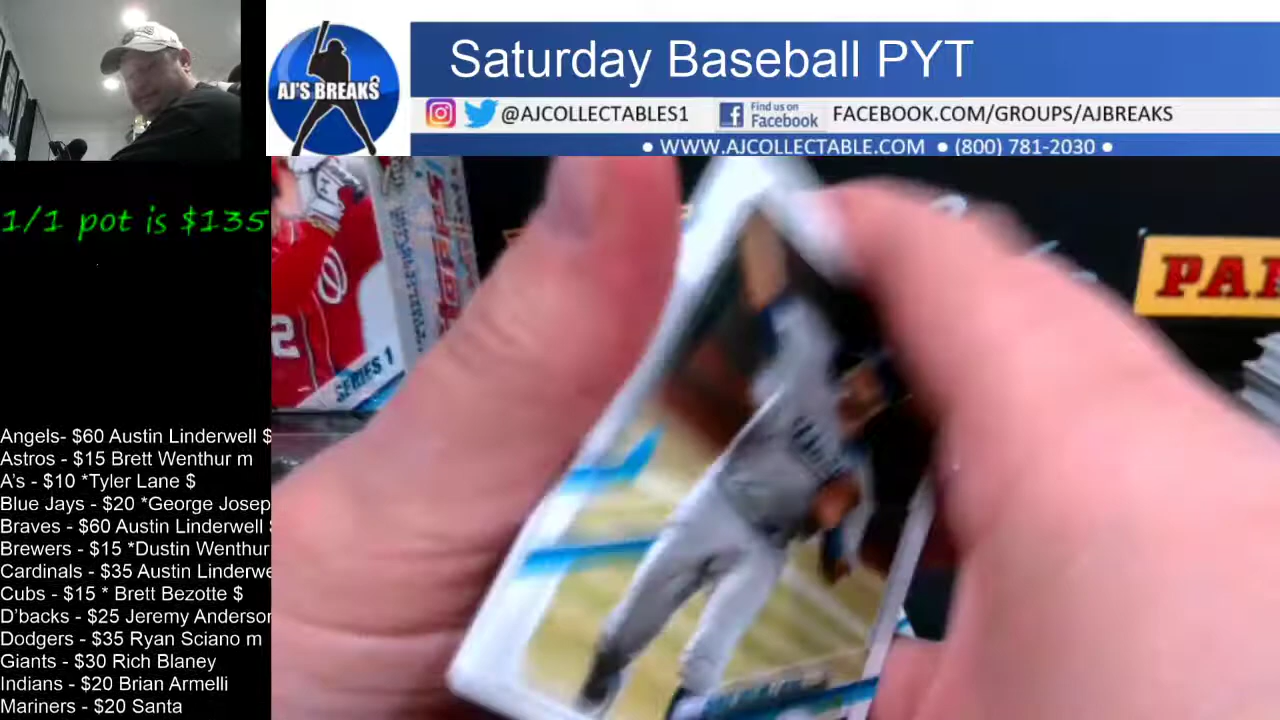 AJ'S BREAKS
Saturday Baseball PYT
@AJCOLLECTABLES1
Find us on
Facebook
FACEBOOK.COM/GROUPS/AJBREAKS
• WWW.AJCOLLECTABLE.COM • (800) 781-2030 •
1/1 pot is $135
SERIES 1
TOPPS
PAN
Angels- $60 Austin Linderwell $
Astros - $15 Brett Wenthur m
A's - $10 *Tyler Lane $
Blue Jays - $20 *George Josep
Braves - $60 Austin Linderwell
Brewers - $15 *Dustin Wenthur
Cardinals - $35 Austin Linderwe
Cubs - $15 * Brett Bezotte $
D'backs - $25 Jeremy Anderson
Dodgers - $35 Ryan Sciano m
Giants - $30 Rich Blaney
Indians - $20 Brian Armelli
Mariners - $20 Santa